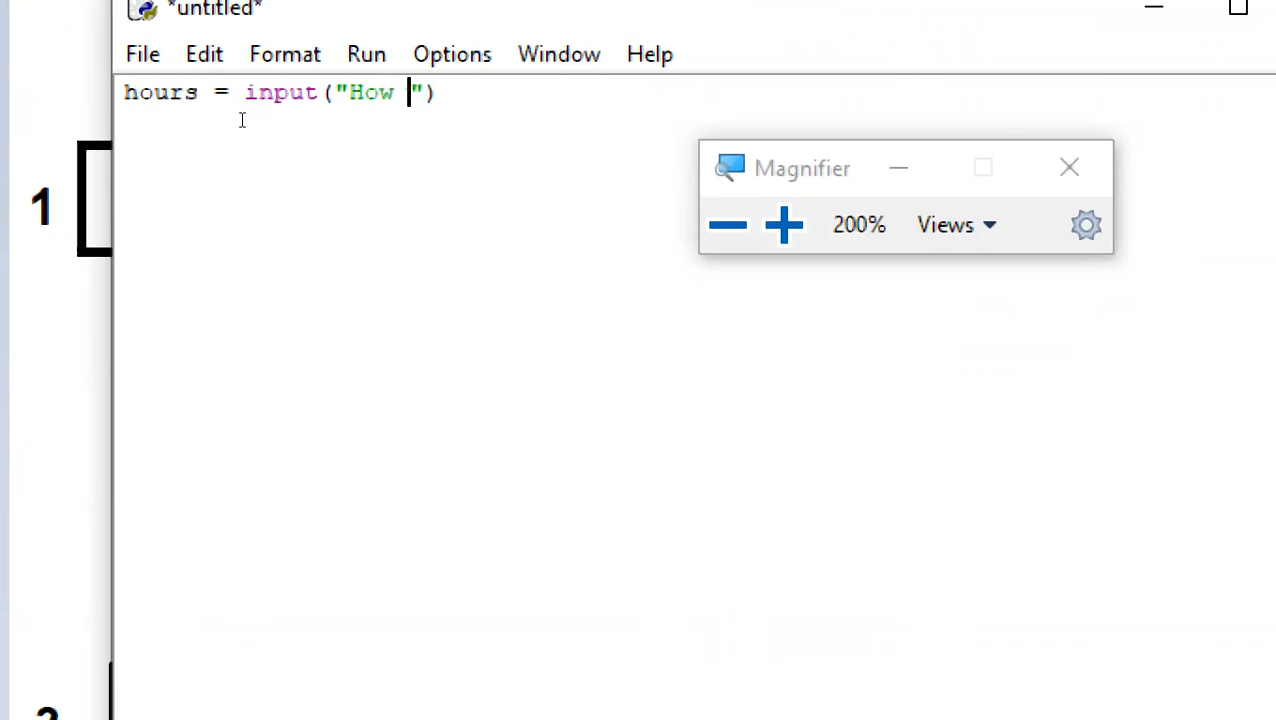 *untitled*
File Edit Format Run Options Window Help
hours = input("How ")
Magnifier
200% Views
1